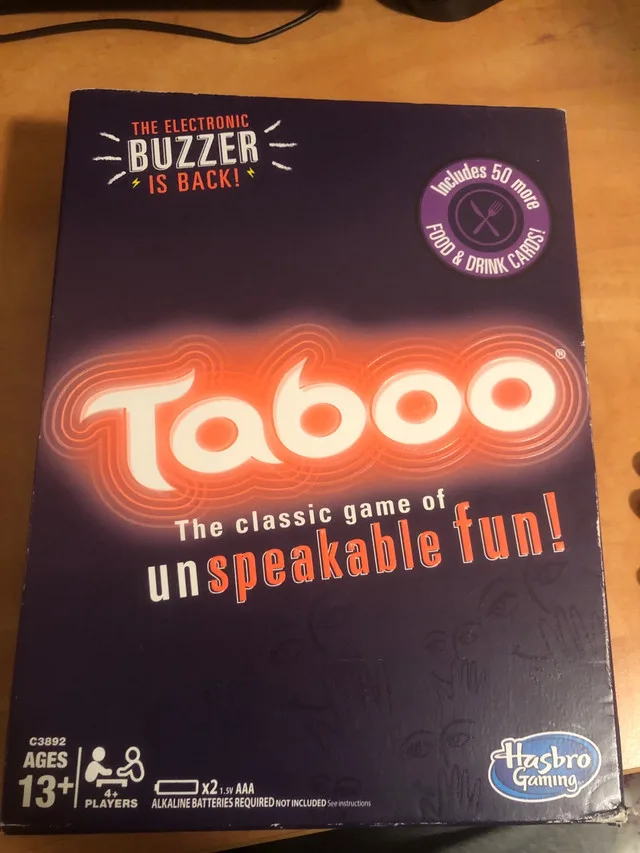 THE ELECTRONIC
BUZZER
IS BACK!
Includes 50 more
FOOD & DRINK CARDS!
Taboo®
The classic game of
unspeakable fun!
C3892
AGES
13+
4+
PLAYERS
x2 1.5V AAA
ALKALINE BATTERIES REQUIRED NOT INCLUDED See instructions
Hasbro
Gaming